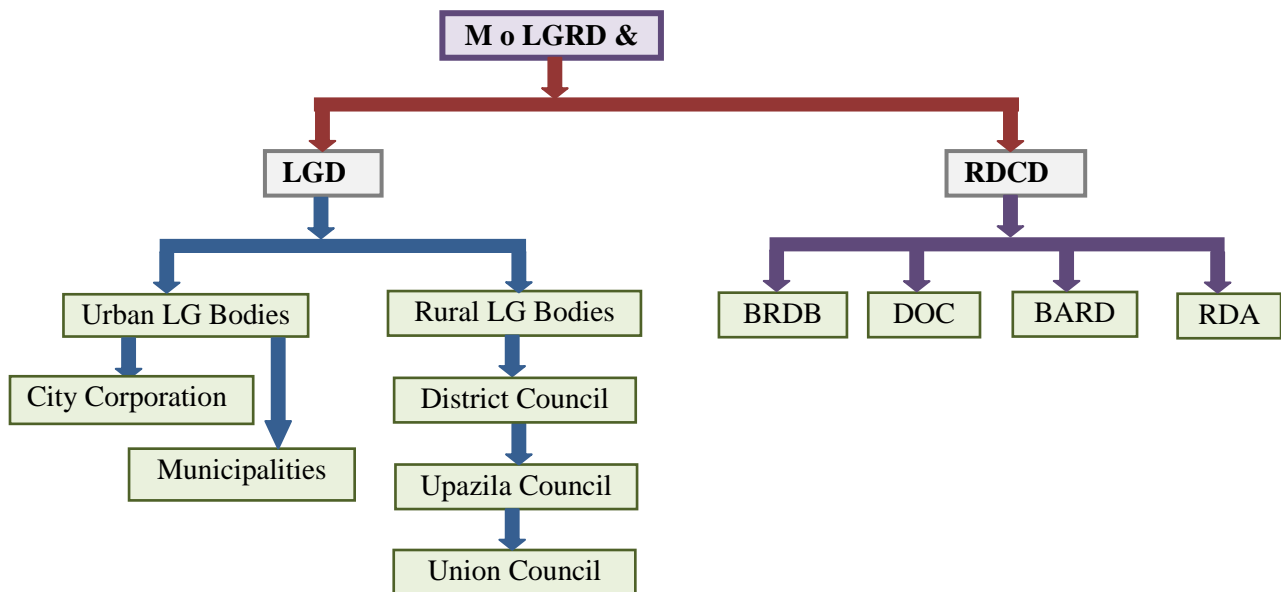 M o LGRD &
LGD
RDCD
Urban LG Bodies
Rural LG Bodies
BRDB
DOC
BARD
RDA
City Corporation
District Council
Municipalities
Upazila Council
Union Council